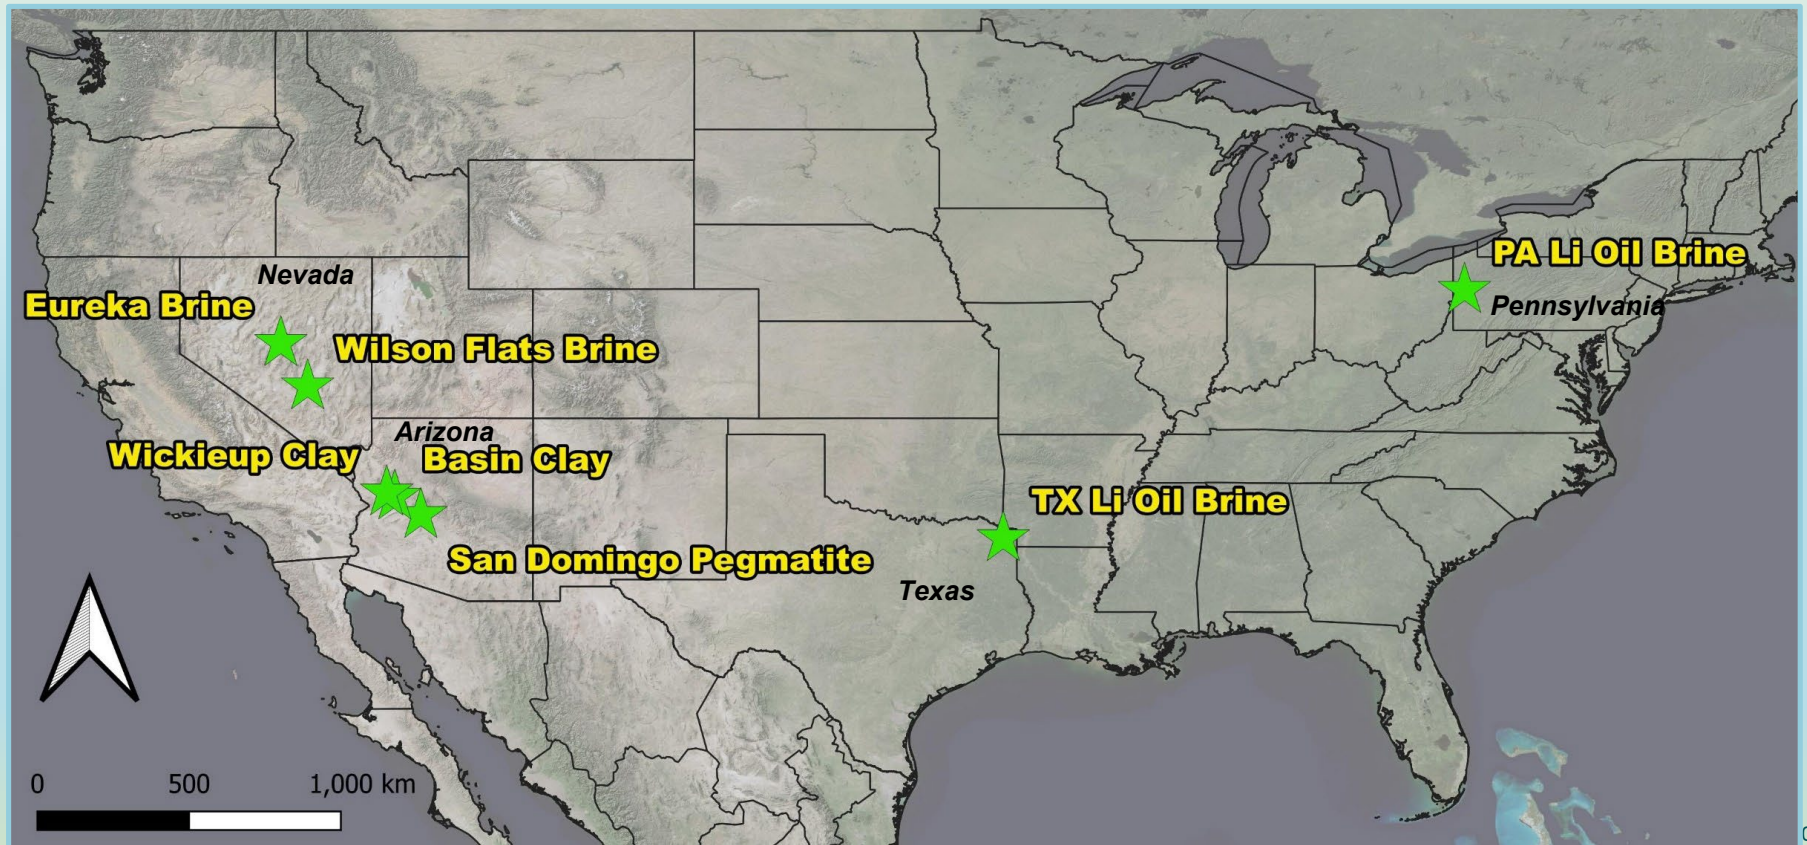 PA Li Oil Brine
Nevada
Pennsylvania
Eureka Brine
Wilson Flats Brine
Arizona
Wickieup Clay
Basin Clay
TX Li Oil Brine
San Domingo Pegmatite
Texas
0 500 1,000 km